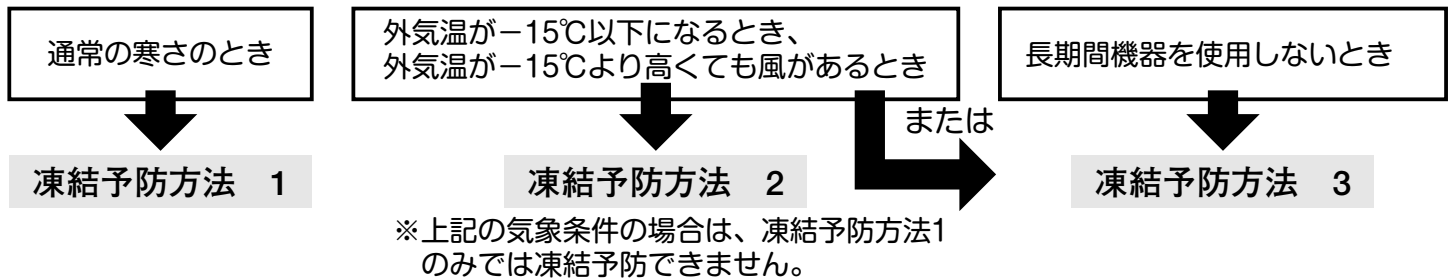 通常の寒さのとき
外気温が－15℃以下になるとき、
外気温が－15℃より高くても風があるとき
長期間機器を使用しないとき
または
凍結予防方法　1
凍結予防方法　2
凍結予防方法　3
※上記の気象条件の場合は、凍結予防方法1
のみでは凍結予防できません。